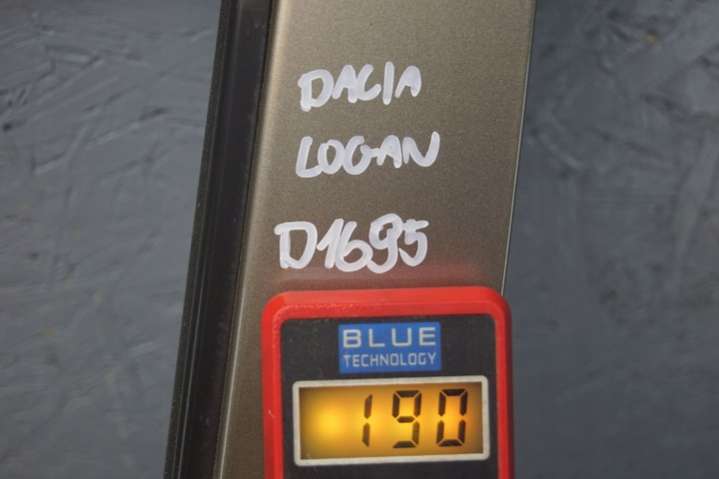 DACIA
LOGAN
D1695
BLUE
TECHNOLOGY
190